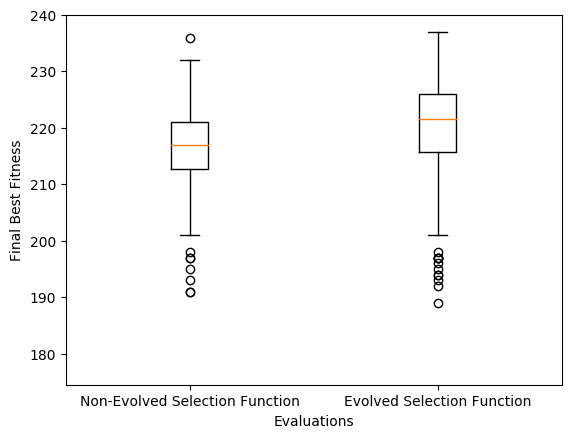 240
230
220
210
200
190
180
Final Best Fitness
Non-Evolved Selection Function
Evolved Selection Function
Evaluations